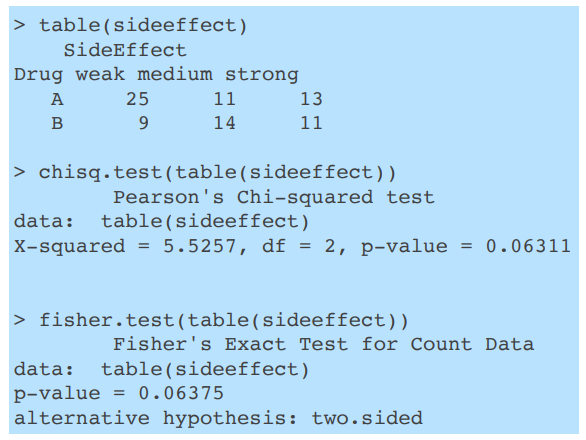 > table(sideeffect)
SideEffect
Drug weak medium strong
A 25 11 13
B 9 14 11
> chisq.test(table(sideeffect))
Pearson's Chi-squared test
data: table(sideeffect)
X-squared = 5.5257, df = 2, p-value = 0.06311
> fisher.test(table(sideeffect))
Fisher's Exact Test for Count Data
data: table(sideeffect)
p-value = 0.06375
alternative hypothesis: two.sided